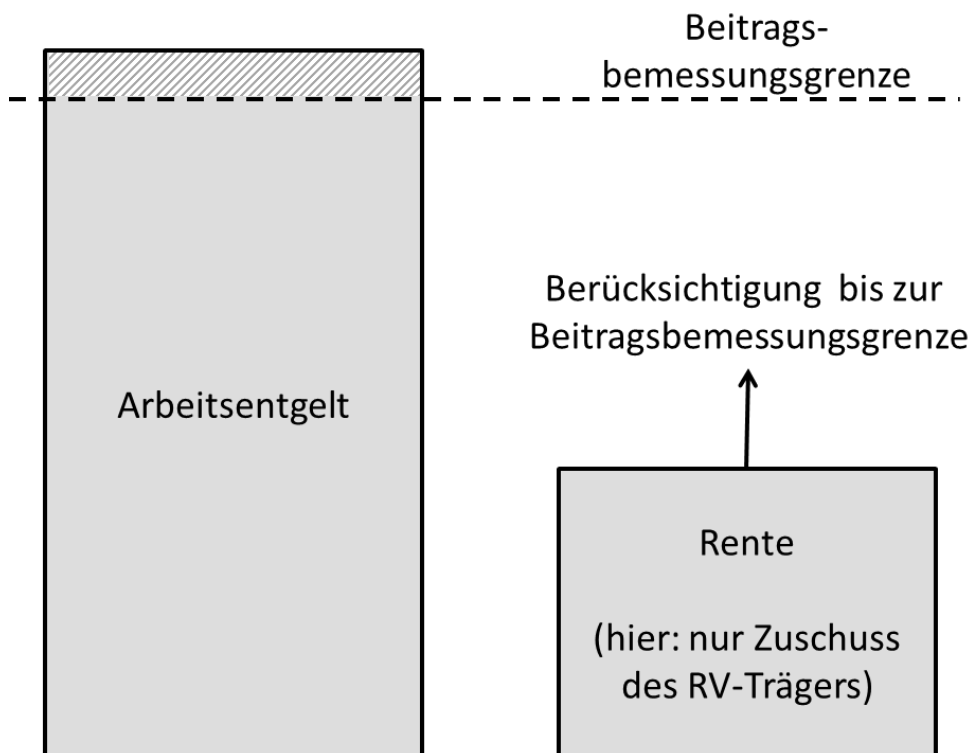 Beitrags-
bemessungsgrenze
Berücksichtigung bis zur
Beitragsbemessungsgrenze
Arbeitsentgelt
Rente
(hier: nur Zuschuss
des RV-Trägers)